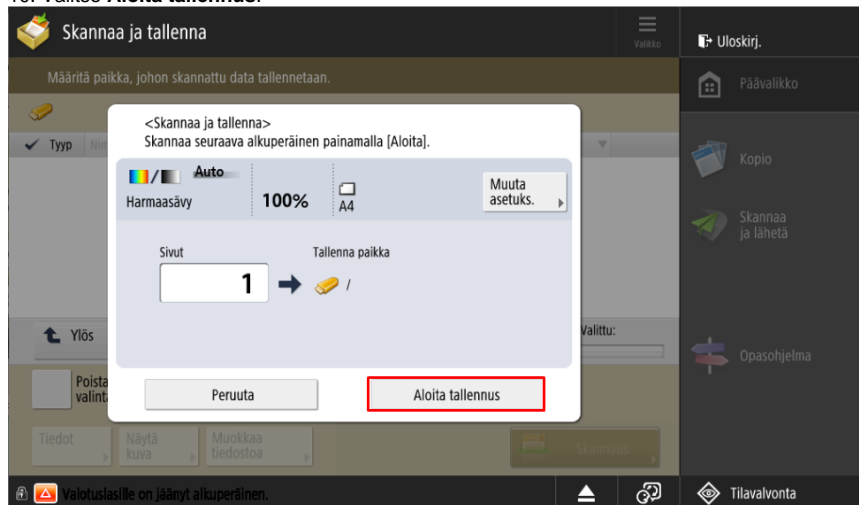 10. Valitse Aloita tallennus.
Skannaa ja tallenna
Valikko
Uloskirj.
Määritä paikka, johon skannattu data tallennetaan.
Päävalikko
<Skannaa ja tallenna>
Skannaa seuraava alkuperäinen painamalla [Aloita].
Tyyp
Kopio
Auto
Harmaasävy
100%
A4
Muuta
asetuks.
Skannaa
ja lähetä
Sivut
Tallenna paikka
1
/
Ylös
Valittu:
Opasohjelma
Poista
valint
Peruuta
Aloita tallennus
Tiedot
Näytä
kuva
Muokkaa
tiedostoa
Skannaus
Valotuslasille on jäänyt alkuperäinen.
Tilavalvonta